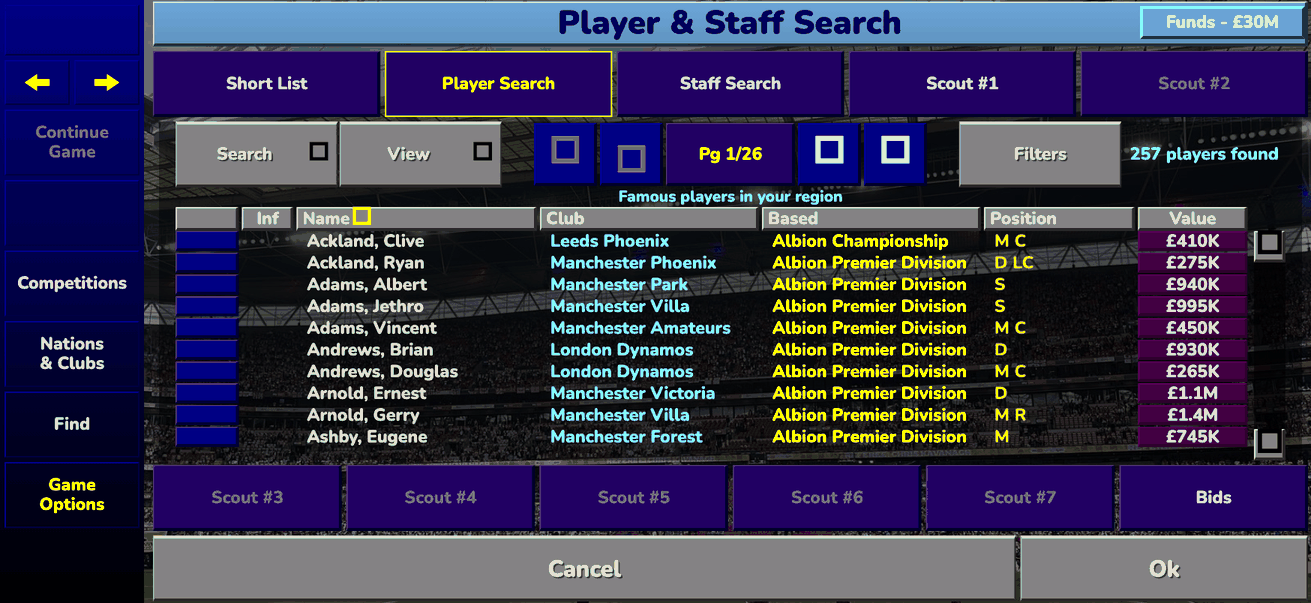 Player & Staff Search
Funds - £30M
Short List
Player Search
Staff Search
Scout #1
Scout #2
Continue
Game
Search
View
Pg 1/26
Filters
257 players found
Famous players in your region
Inf Name Club Based Position Value
Ackland, Clive Leeds Phoenix Albion Championship M C £410K
Ackland, Ryan Manchester Phoenix Albion Premier Division D LC £275K
Adams, Albert Manchester Park Albion Premier Division S £940K
Adams, Jethro Manchester Villa Albion Premier Division S £995K
Adams, Vincent Manchester Amateurs Albion Premier Division M C £450K
Andrews, Brian London Dynamos Albion Premier Division D £930K
Andrews, Douglas London Dynamos Albion Premier Division M C £265K
Arnold, Ernest Manchester Victoria Albion Premier Division D £1.1M
Arnold, Gerry Manchester Villa Albion Premier Division M R £1.4M
Ashby, Eugene Manchester Forest Albion Premier Division M £745K
Competitions
Nations
& Clubs
Find
Game
Options
Scout #3
Scout #4
Scout #5
Scout #6
Scout #7
Bids
Cancel
Ok